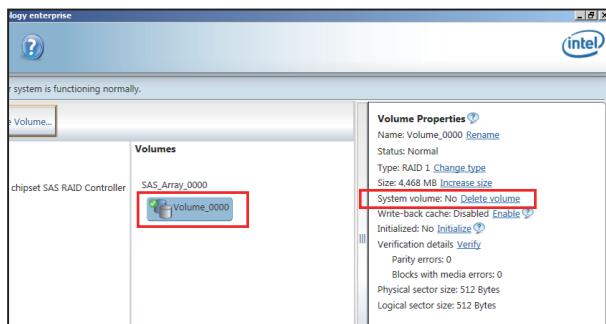 logy enterprise
?
intel
r system is functioning normally.
e Volume...
Volumes
chipset SAS RAID Controller
SAS_Array_0000
Volume_0000
Volume Properties ?
Name: Volume_0000 Rename
Status: Normal
Type: RAID 1 Change type
Size: 4,468 MB Increase size
System volume: No Delete volume
Write-back cache: Disabled Enable ?
Initialized: No Initialize ?
Verification details Verify
Parity errors: 0
Blocks with media errors: 0
Physical sector size: 512 Bytes
Logical sector size: 512 Bytes